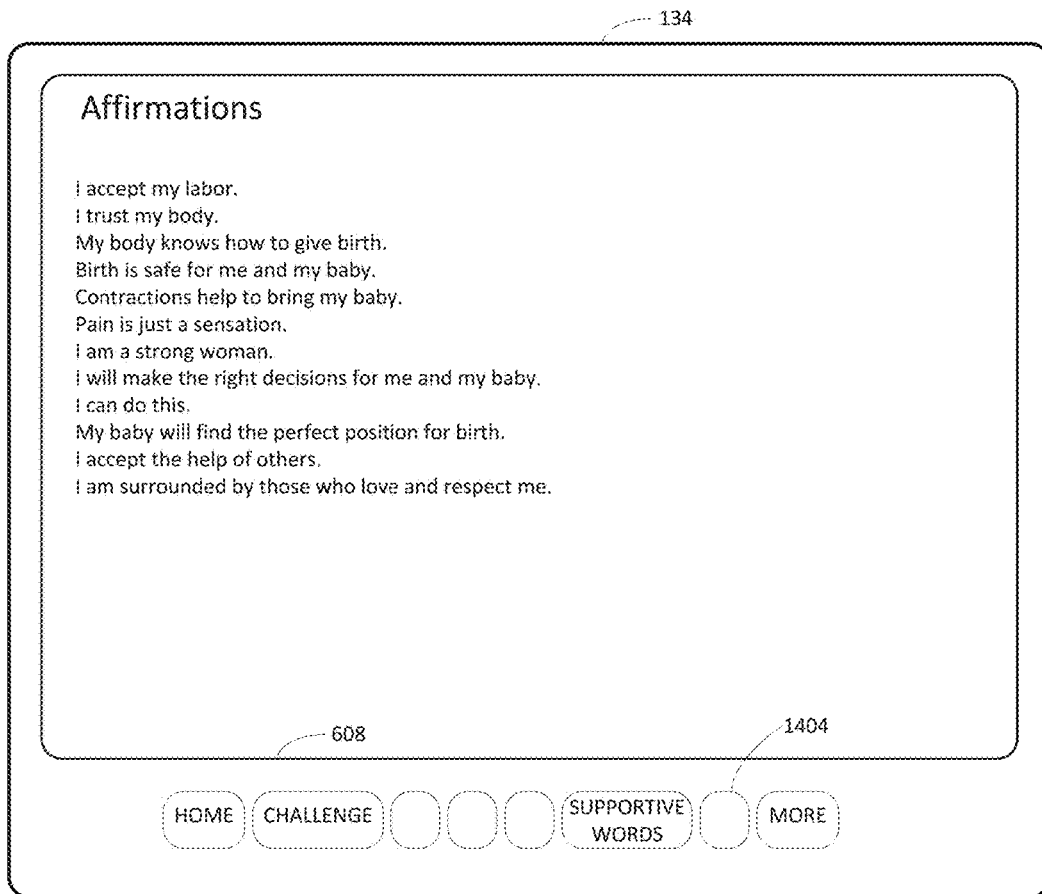 134
Affirmations
I accept my labor.
I trust my body.
My body knows how to give birth.
Birth is safe for me and my baby.
Contractions help to bring my baby.
Pain is just a sensation.
I am a strong woman.
I will make the right decisions for me and my baby.
I can do this.
My baby will find the perfect position for birth.
I accept the help of others.
I am surrounded by those who love and respect me.
608
1404
HOME
CHALLENGE
SUPPORTIVE
WORDS
MORE